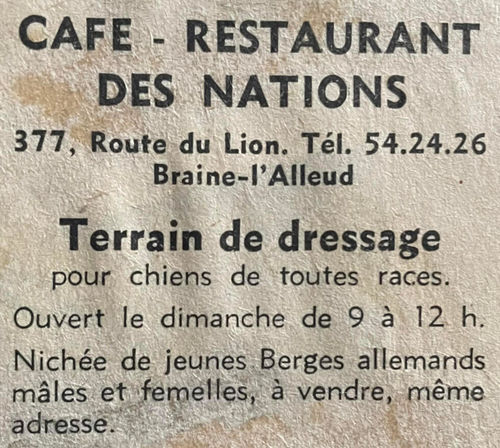 CAFE - RESTAURANT
DES NATIONS
377, Route du Lion. Tél. 54.24.26
Braine-l'Alleud
Terrain de dressage
pour chiens de toutes races.
Ouvert le dimanche de 9 à 12 h.
Nichée de jeunes Berges allemands
mâles et femelles, à vendre, même
adresse.